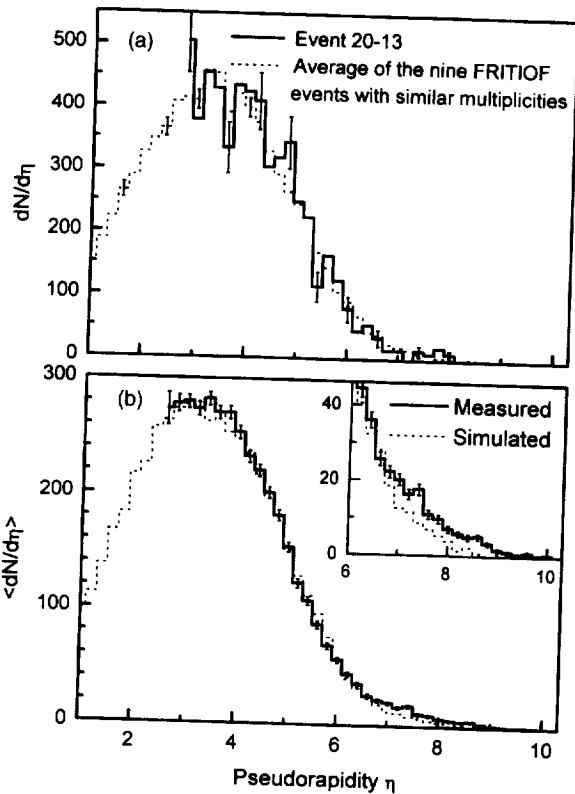 (a)
Event 20-13
Average of the nine FRITIOF
events with similar multiplicities
500
400
300
200
100
0
dN/dη
(b)
Measured
Simulated
40
20
0
6
8
10
300
200
100
0
<dN/dη>
2
4
6
8
10
Pseudorapidity η